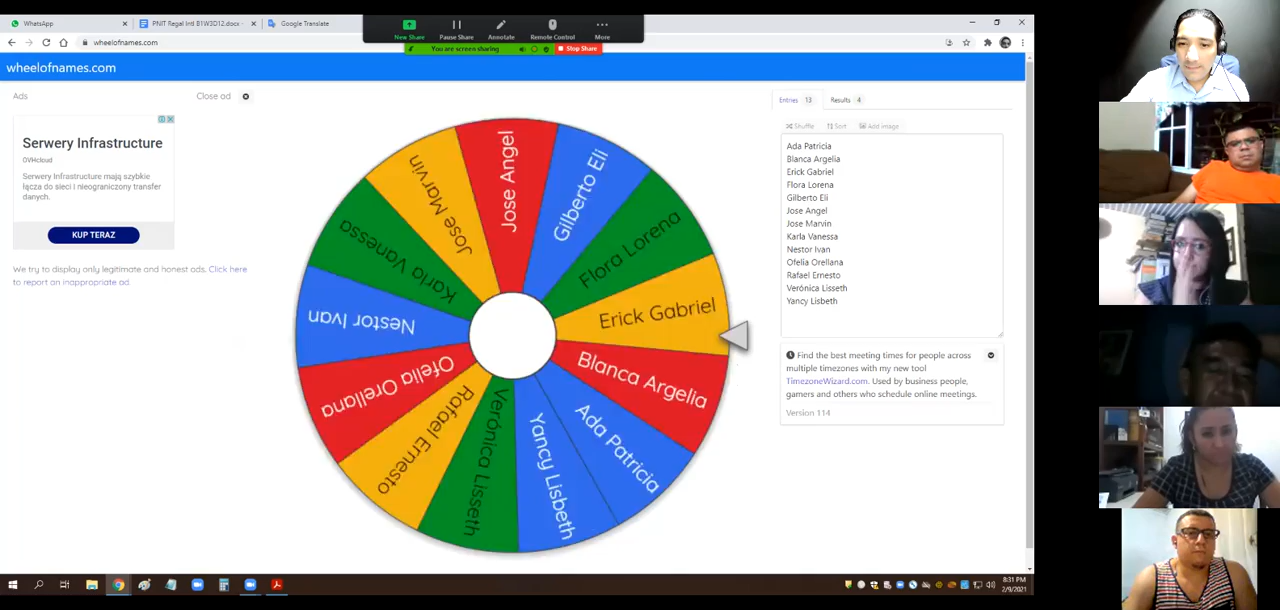 WhatsApp
PNIT Regal Intl B1W3D12.docx -
Google Translate
New Share
Pause Share
Annotate
Remote Control
More
You are screen sharing
Stop Share
wheelofnames.com
wheelofnames.com
Ads
Close ad
Serwery Infrastructure
OVHcloud
Serwery Infrastructure mają szybkie
łącza do sieci i nieograniczony transfer
danych.
KUP TERAZ
We try to display only legitimate and honest ads. Click here
to report an inappropriate ad.
Jose Angel
Gilberto Eli
Flora Lorena
Erick Gabriel
Blanca Argelia
Ada Patricia
Yancy Lisbeth
Verónica Lisseth
Rafael Ernesto
Ofelia Orellana
Nestor Ivan
Karla Vanessa
Jose Marvin
Entries 13
Results 4
Shuffle
Sort
Add image
Ada Patricia
Blanca Argelia
Erick Gabriel
Flora Lorena
Gilberto Eli
Jose Angel
Jose Marvin
Karla Vanessa
Nestor Ivan
Ofelia Orellana
Rafael Ernesto
Verónica Lisseth
Yancy Lisbeth
Find the best meeting times for people across
multiple timezones with my new tool
TimezoneWizard.com. Used by business people,
gamers and others who schedule online meetings.
Version 114
8:31 PM
2/9/2021